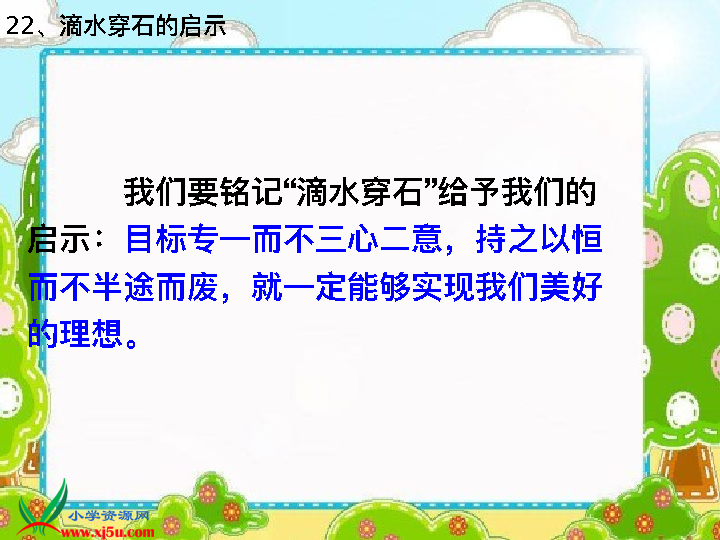 22、滴水穿石的启示
我们要铭记“滴水穿石”给予我们的
启示：目标专一而不三心二意，持之以恒
而不半途而废，就一定能够实现我们美好
的理想。
小学资源网
www.xj5u.com